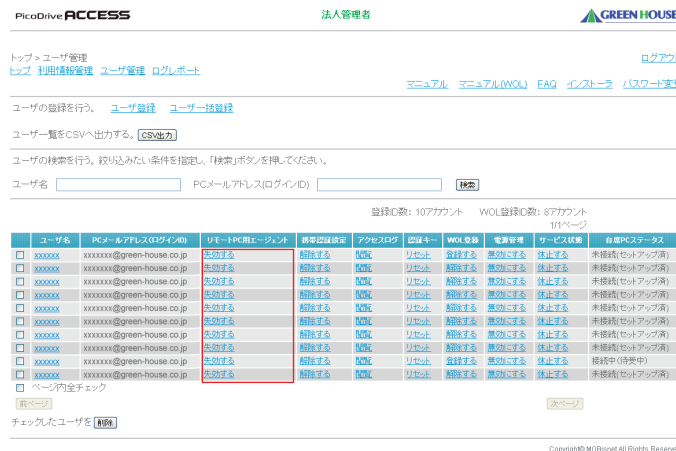 PicoDrive ACCESS
法人管理者
GREEN HOUSE
トップ > ユーザ管理
ログアウ
トップ 利用情報管理 ユーザ管理 ログレポート
マニュアル マニュアル(WOL) FAQ インストーラ パスワード変
ユーザの登録を行う。 ユーザ登録 ユーザ一括登録
ユーザ一覧をCSVへ出力する。 CSV出力
ユーザの検索を行う。絞り込みたい条件を指定し、「検索」ボタンを押してください。
ユーザ名 PCメールアドレス(ログインID) 検索
登録ID数: 10アカウント WOL登録ID数: 8アカウント
1/1ページ
ユーザ名 PCメールアドレス(ログインID) リモートPC用エージェント 携帯認証設定 アクセスログ 認証キー WOL登録 電源管理 サービス状態 自席PCステータス
xxxxxx xxxxxxx@green-house.co.jp 失効する 解除する 閲覧 リセット 登録する 無効にする 休止する 未接続(セットアップ済)
xxxxxx xxxxxxx@green-house.co.jp 失効する 解除する 閲覧 リセット 解除する 無効にする 休止する 未接続(セットアップ済)
xxxxxx xxxxxxx@green-house.co.jp 失効する 解除する 閲覧 リセット 解除する 無効にする 休止する 未接続(セットアップ済)
xxxxxx xxxxxxx@green-house.co.jp 失効する 解除する 閲覧 リセット 解除する 無効にする 休止する 未接続(セットアップ済)
xxxxxx xxxxxxx@green-house.co.jp 失効する 解除する 閲覧 リセット 解除する 無効にする 休止する 未接続(セットアップ済)
xxxxxx xxxxxxx@green-house.co.jp 失効する 解除する 閲覧 リセット 解除する 無効にする 休止する 未接続(セットアップ済)
xxxxxx xxxxxxx@green-house.co.jp 失効する 解除する 閲覧 リセット 解除する 無効にする 休止する 未接続(セットアップ済)
xxxxxx xxxxxxx@green-house.co.jp 失効する 解除する 閲覧 リセット 解除する 無効にする 休止する 未接続(セットアップ済)
xxxxxx xxxxxxx@green-house.co.jp 失効する 解除する 閲覧 リセット 登録する 無効にする 休止する 接続中(待受中)
xxxxxx xxxxxxx@green-house.co.jp 失効する 解除する 閲覧 リセット 解除する 無効にする 休止する 未接続(セットアップ済)
ページ内全チェック
前ページ 次ページ
チェックしたユーザを 削除
Copyright© MOBisnet All Rights Reserve